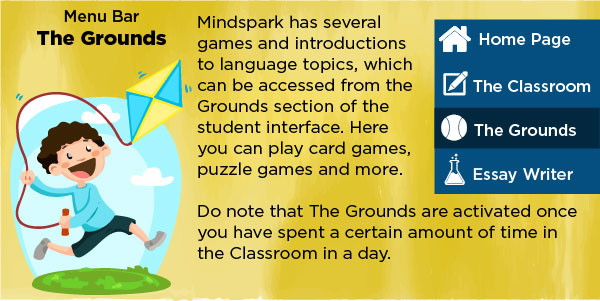 Menu Bar
The Grounds
Mindspark has several
games and introductions
to language topics, which
can be accessed from the
Grounds section of the
student interface. Here
you can play card games,
puzzle games and more.
Do note that The Grounds are activated once
you have spent a certain amount of time in
the Classroom in a day.
Home Page
The Classroom
The Grounds
Essay Writer